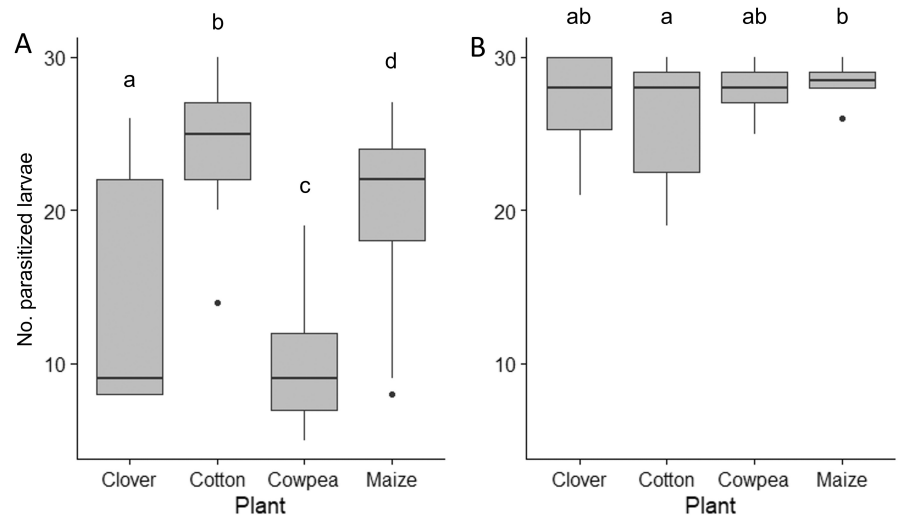 A
B
a
b
c
d
ab
a
ab
b
No. parasitized larvae
30
20
10
30
20
10
Clover Cotton Cowpea Maize
Plant
Clover Cotton Cowpea Maize
Plant